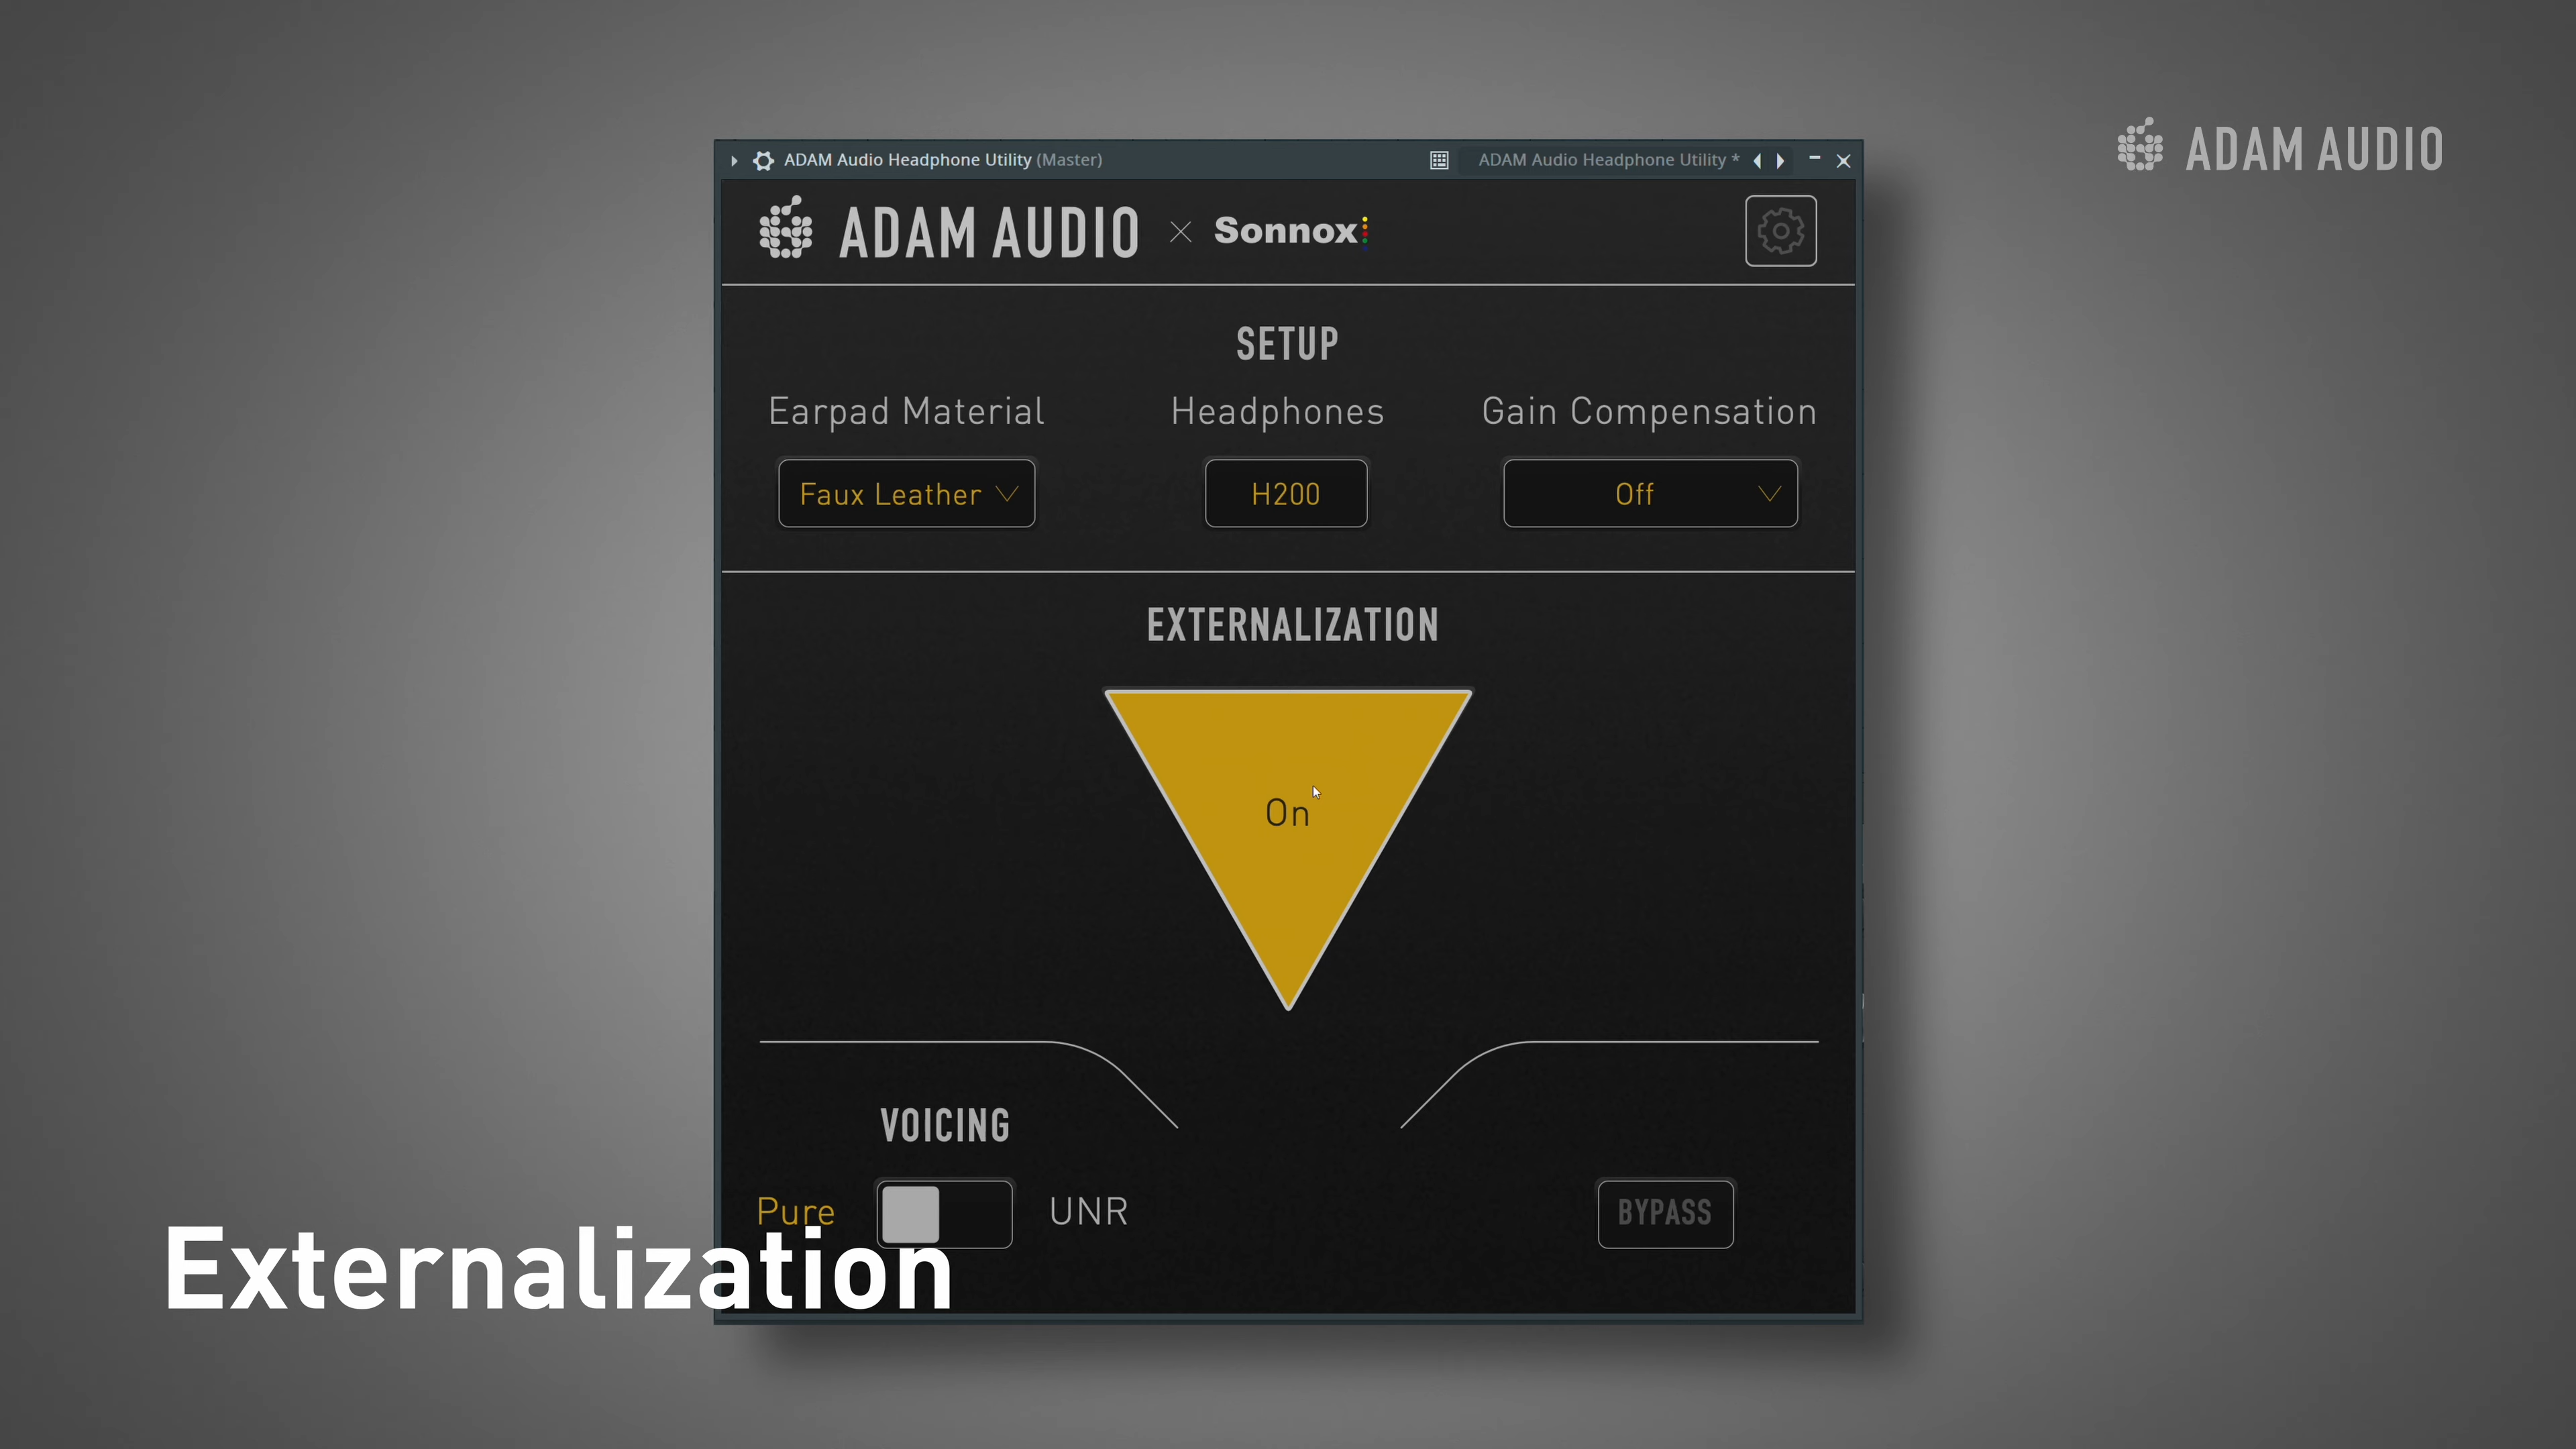 ADAM AUDIO
ADAM Audio Headphone Utility (Master)
ADAM Audio Headphone Utility *
ADAM AUDIO × Sonnox
SETUP
Earpad Material Headphones Gain Compensation
Faux Leather H200 Off
EXTERNALIZATION
On
VOICING
Pure UNR BYPASS
Externalization